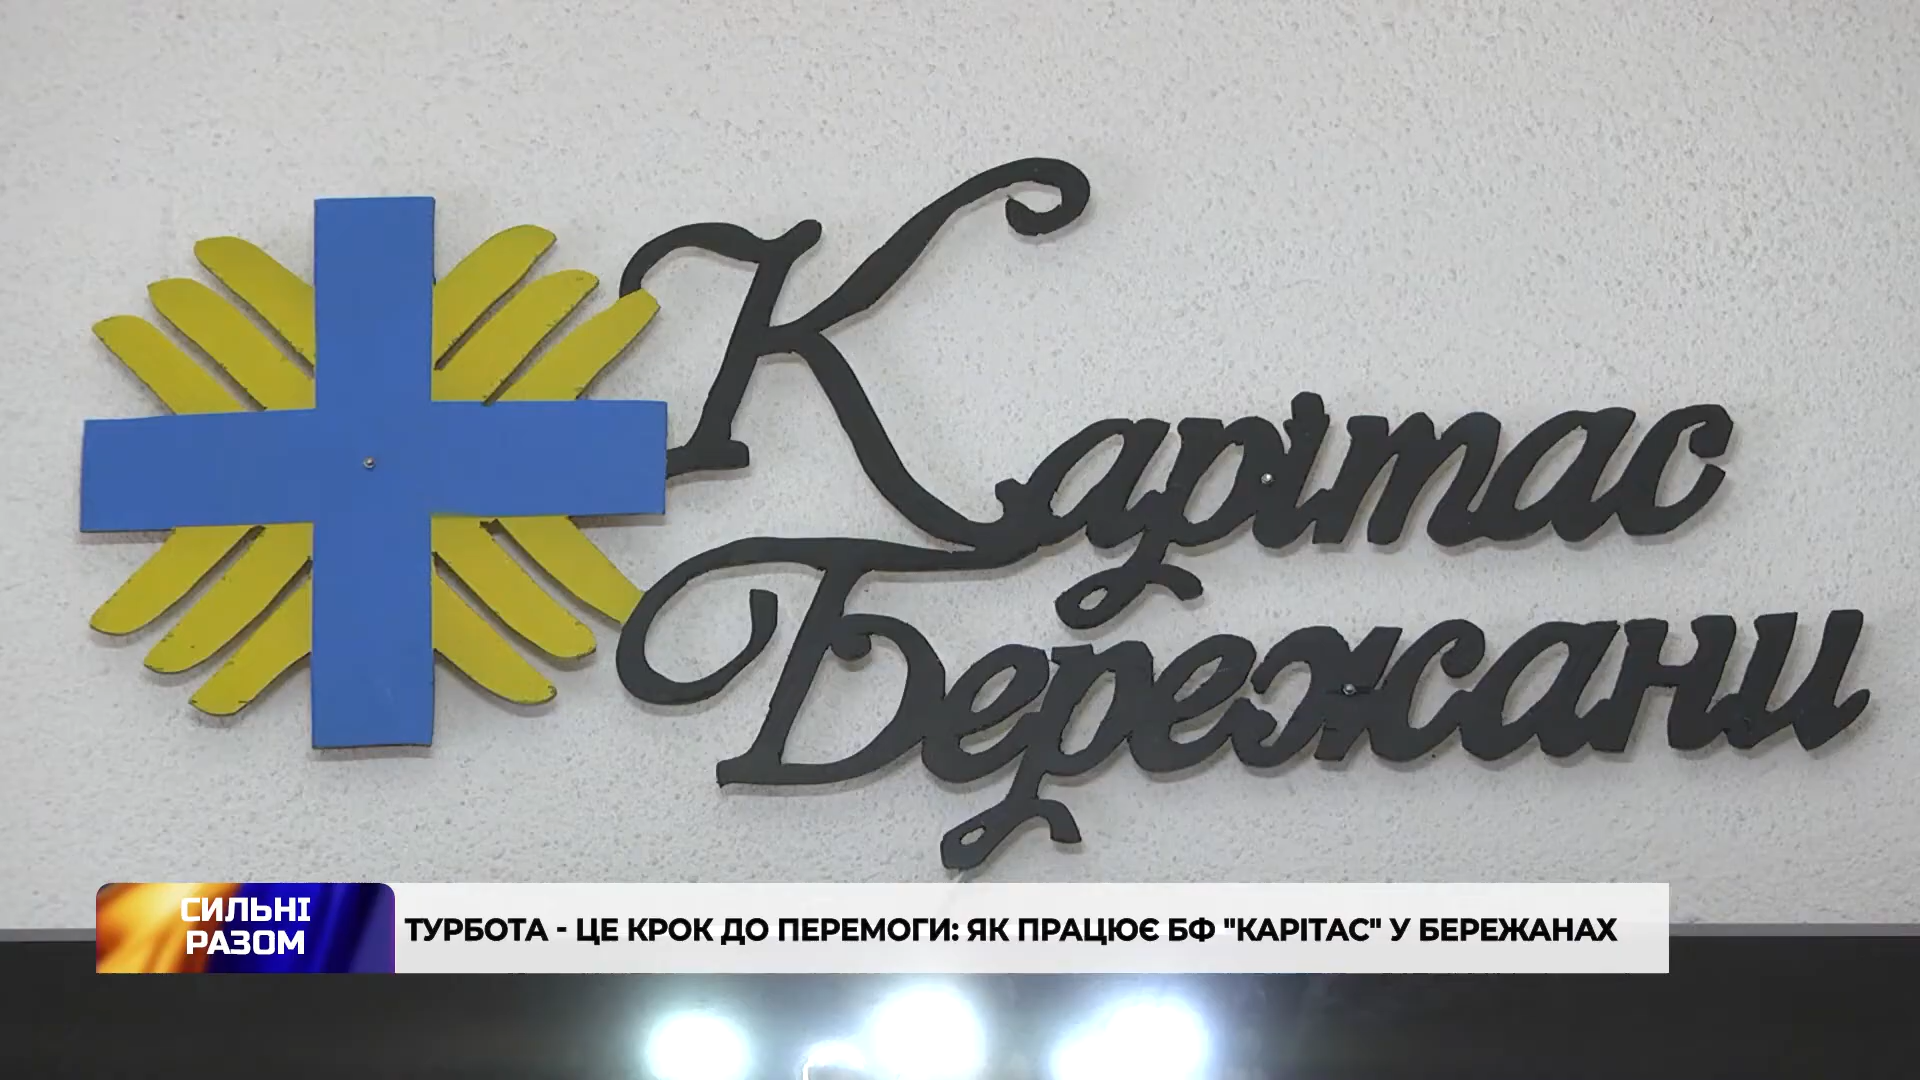 Карітас
Бережани
СИЛЬНІ
РАЗОМ
ТУРБОТА - ЦЕ КРОК ДО ПЕРЕМОГИ: ЯК ПРАЦЮЄ БФ "КАРІТАС" У БЕРЕЖАНАХ